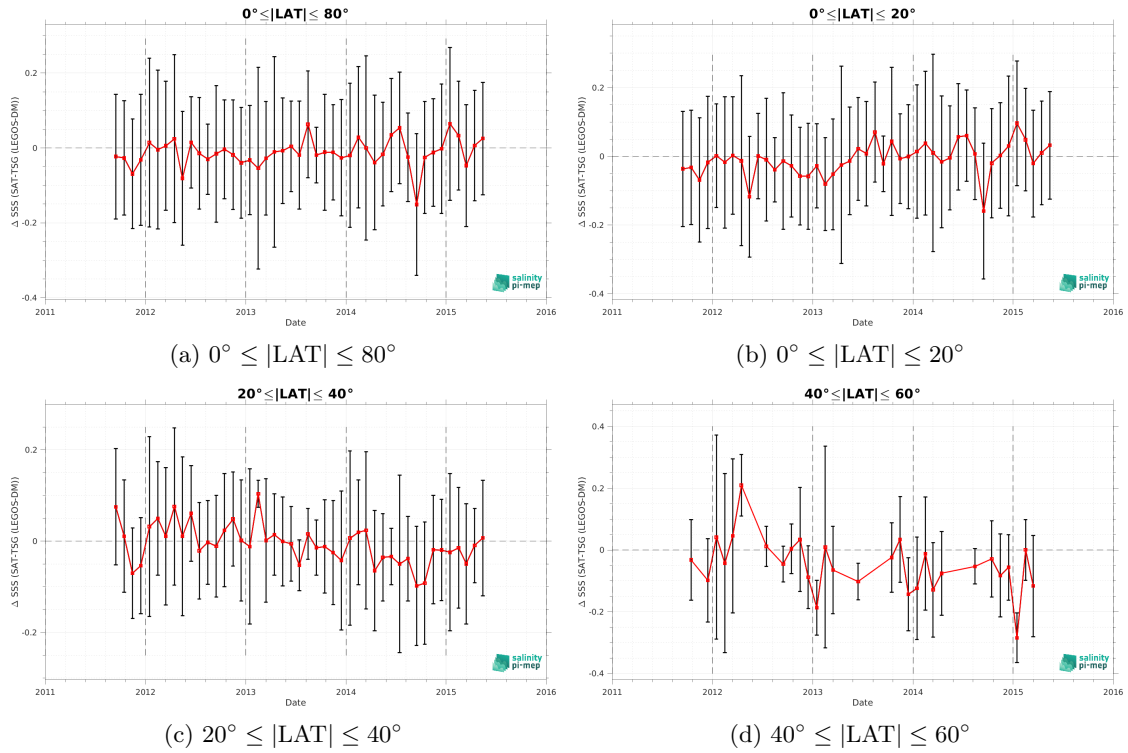 0°≤|LAT|≤ 80°
Δ SSS (SAT-TSG (LEGOS-DM))
0.2
0
-0.2
-0.4
2011 2012 2013 2014 2015 2016
Date
salinity
pi-mep
(a) 0° ≤ |LAT| ≤ 80°
0°≤|LAT|≤ 20°
Δ SSS (SAT-TSG (LEGOS-DM))
0.2
0
-0.2
-0.4
2011 2012 2013 2014 2015 2016
Date
salinity
pi-mep
(b) 0° ≤ |LAT| ≤ 20°
20°≤|LAT|≤ 40°
Δ SSS (SAT-TSG (LEGOS-DM))
0.2
0
-0.2
2011 2012 2013 2014 2015 2016
Date
salinity
pi-mep
(c) 20° ≤ |LAT| ≤ 40°
40°≤|LAT|≤ 60°
Δ SSS (SAT-TSG (LEGOS-DM))
0.4
0.2
0
-0.2
-0.4
2011 2012 2013 2014 2015 2016
Date
salinity
pi-mep
(d) 40° ≤ |LAT| ≤ 60°